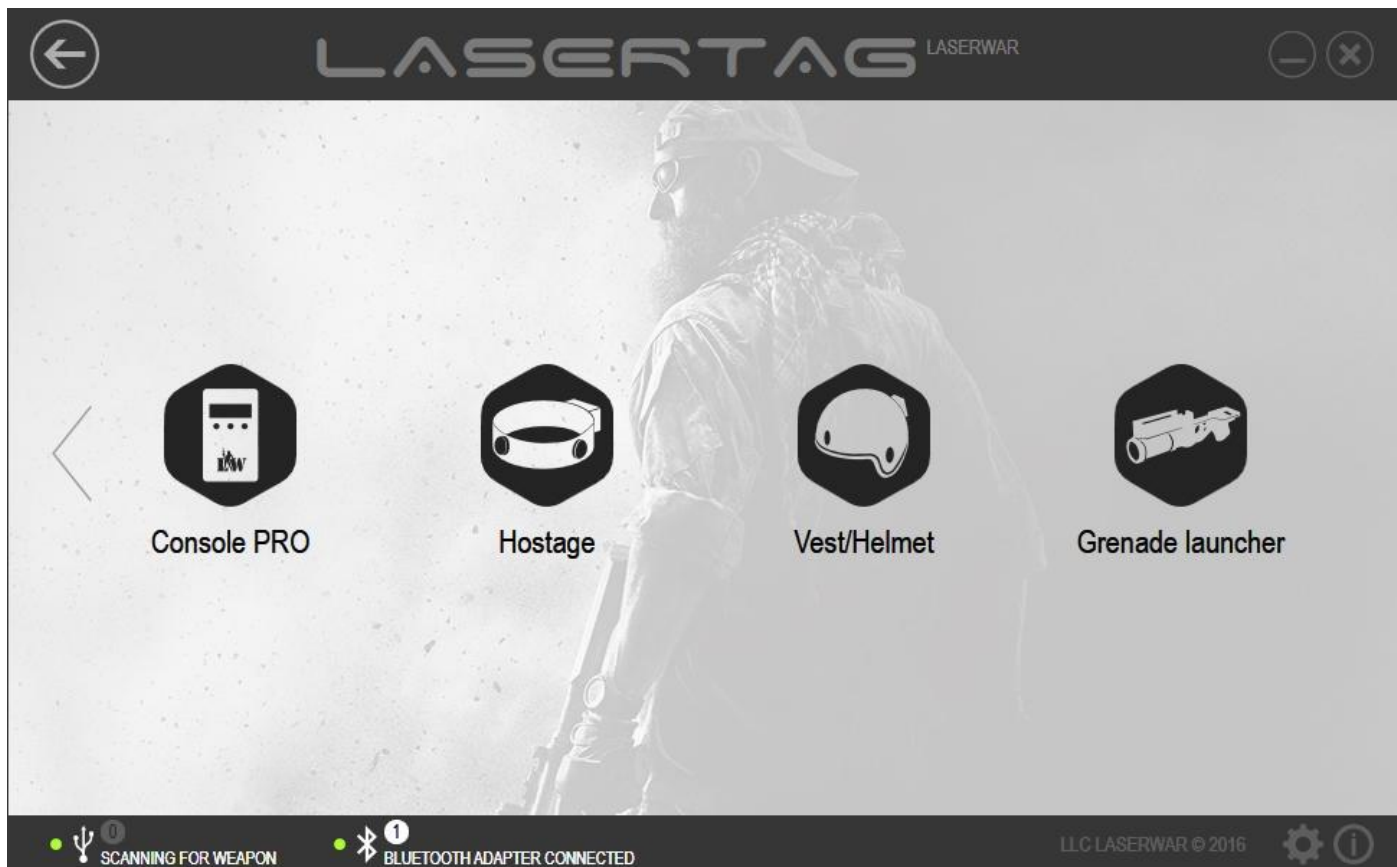 LASERTAG LASERWAR
LW
Console PRO
Hostage
Vest/Helmet
Grenade launcher
0
SCANNING FOR WEAPON
1
BLUETOOTH ADAPTER CONNECTED
LLC LASERWAR © 2016